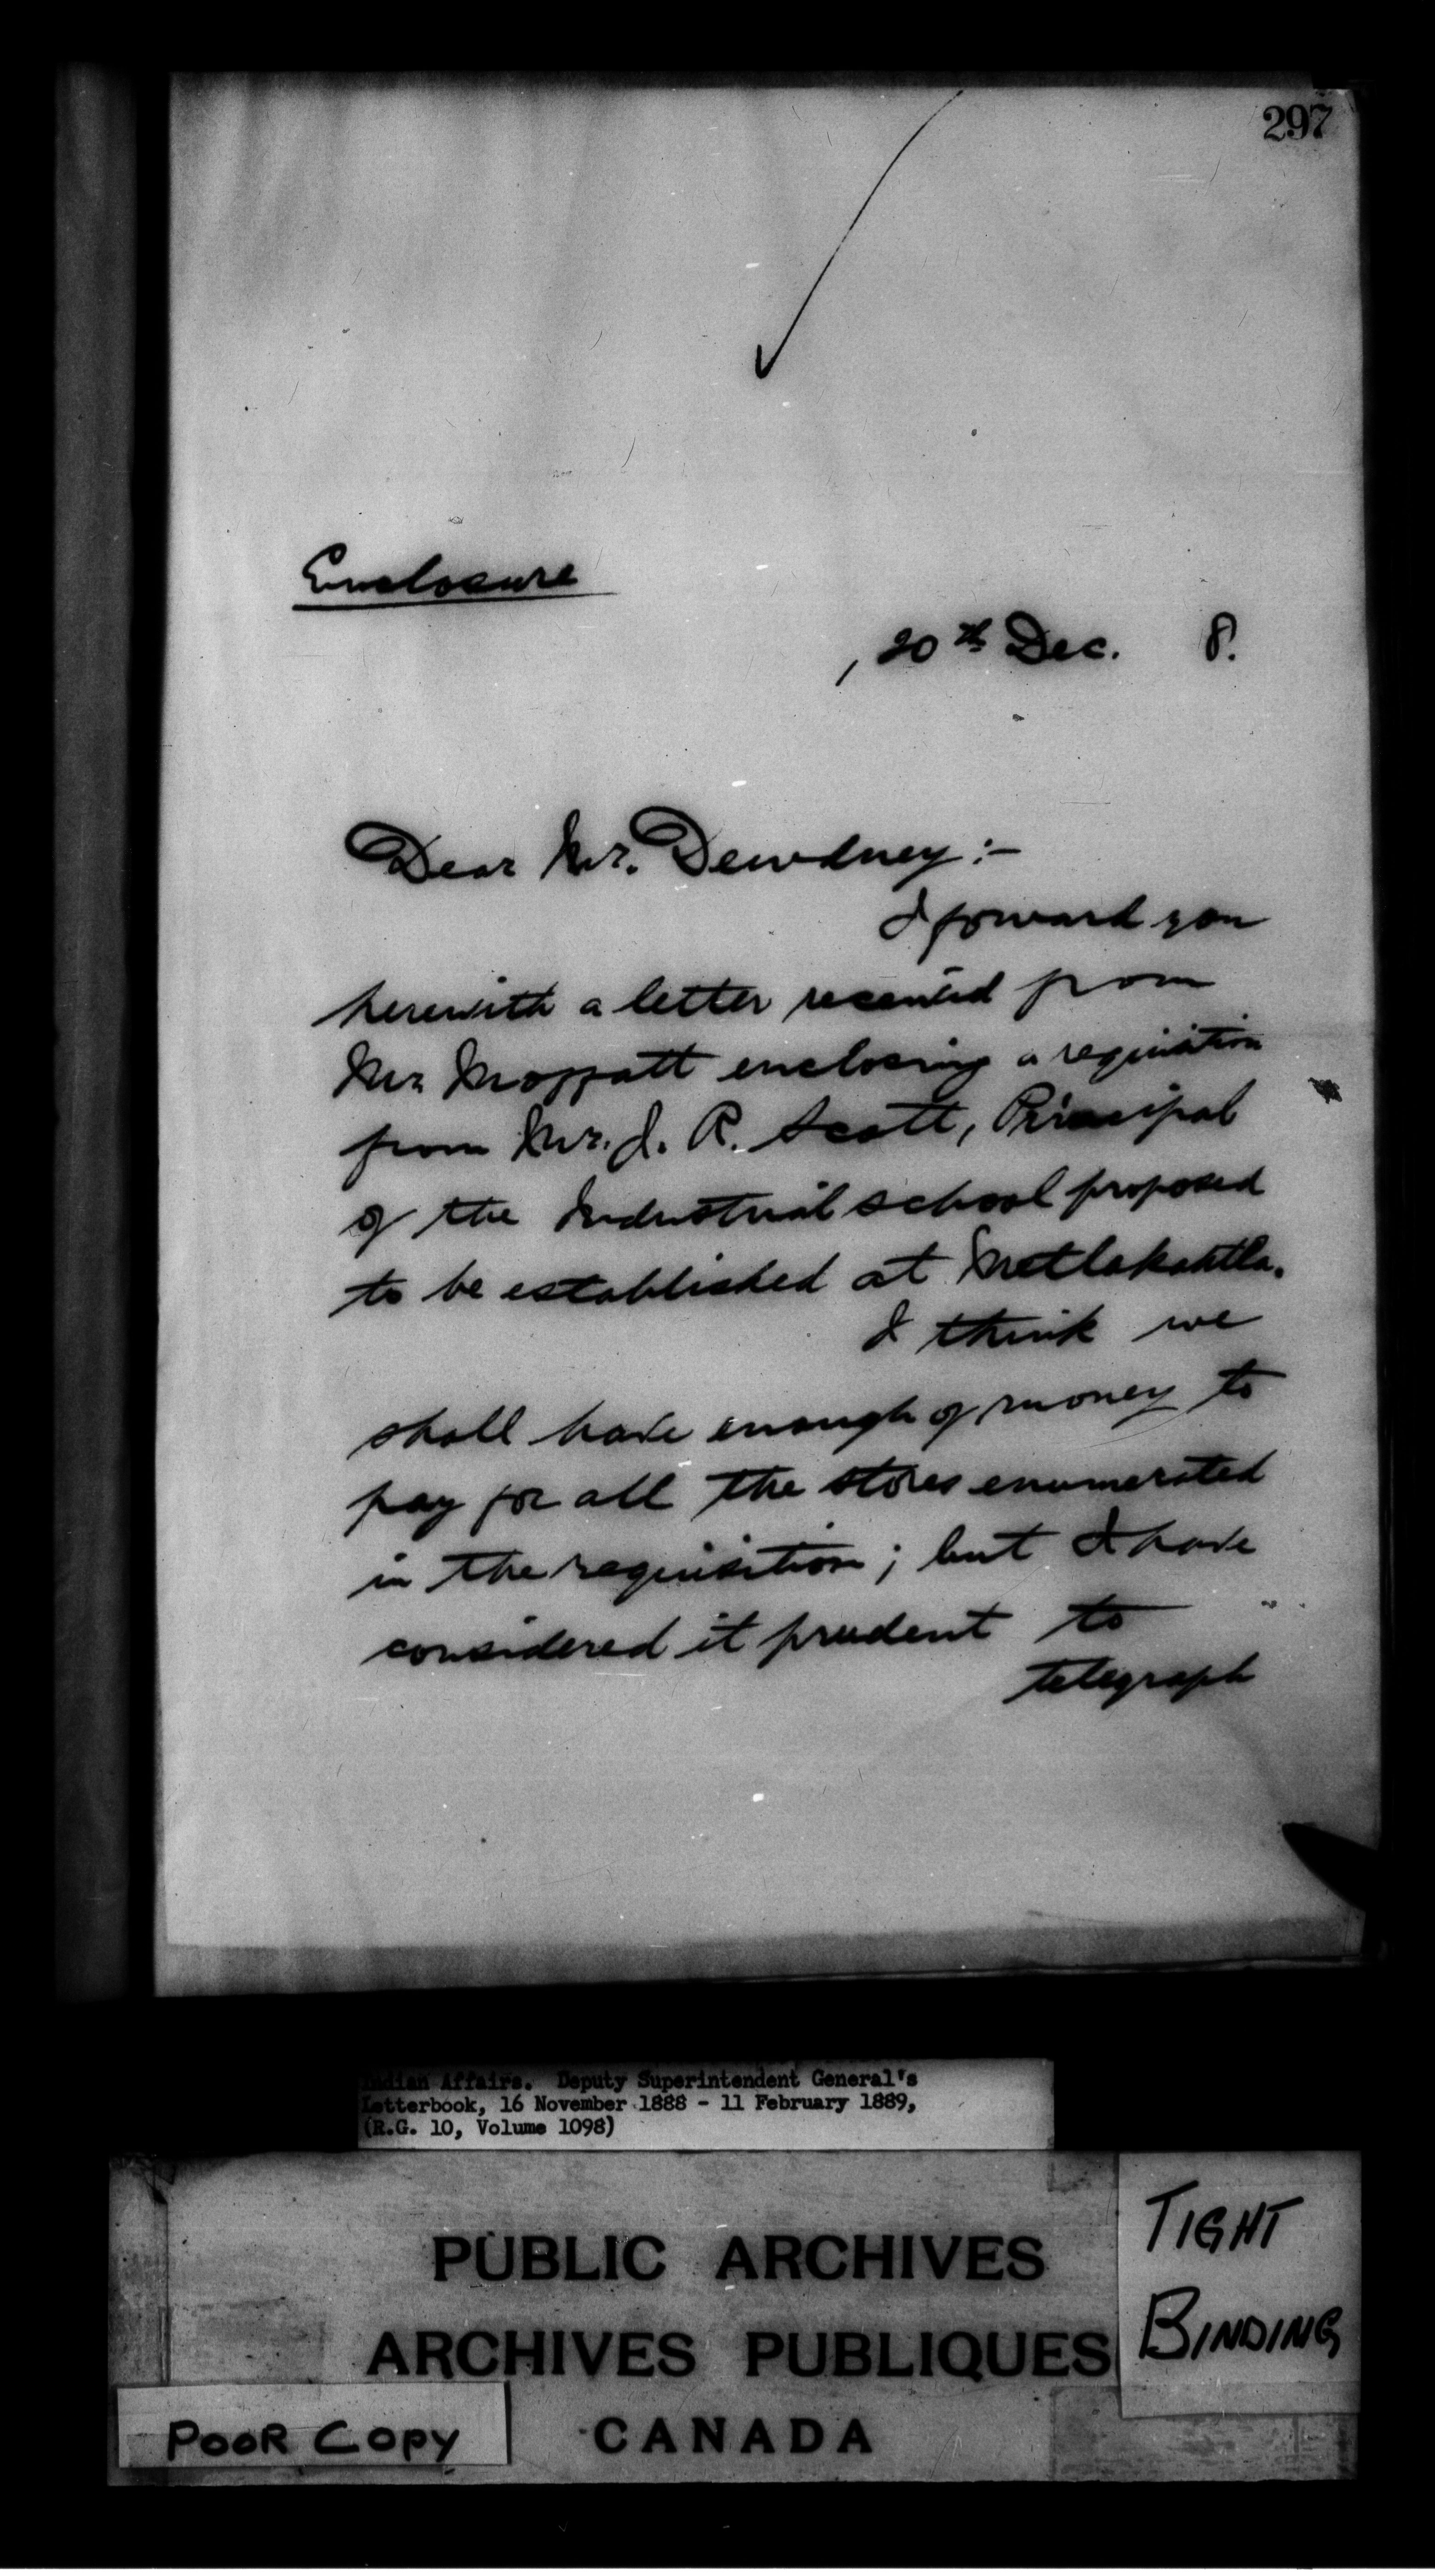 297
Enclosure
, 20th Dec. 8.
Dear Mr. Dewdney:-
I forward you
herewith a letter received from
Mr Moffatt enclosing a requisition
from Mr. J. R. Scott, Principal
of the Industrial school proposed
to be established at Metlakahtla.
I think we
shall have enough of money to
pay for all the stores enumerated
in the requisition; but I have
considered it prudent to
telegraph
Indian Affairs. Deputy Superintendent General's
Letterbook, 16 November 1888 - 11 February 1889,
(R.G. 10, Volume 1098)
PUBLIC ARCHIVES
ARCHIVES PUBLIQUES
CANADA
TIGHT
BINDING
POOR COPY